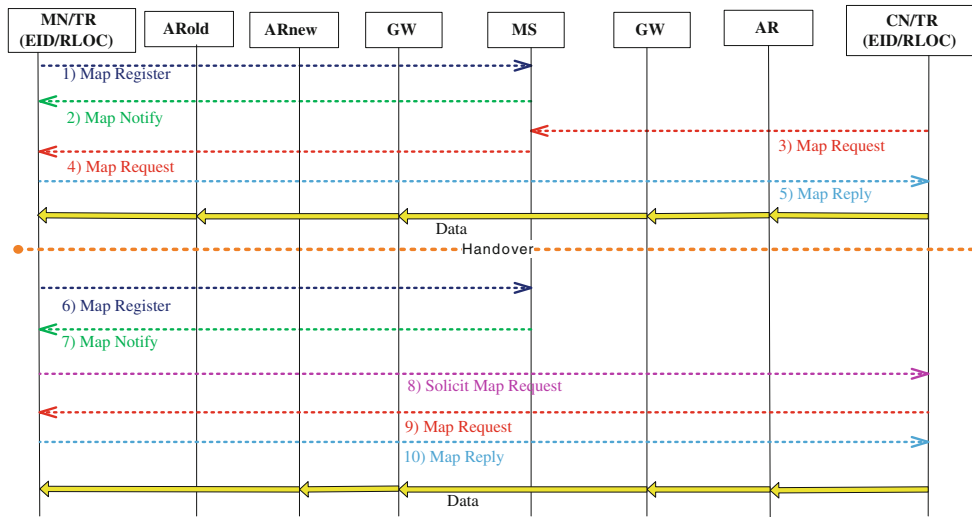 MN/TR
(EID/RLOC)
ARold
ARnew
GW
MS
GW
AR
CN/TR
(EID/RLOC)
1) Map Register
2) Map Notify
3) Map Request
4) Map Request
5) Map Reply
Data
Handover
6) Map Register
7) Map Notify
8) Solicit Map Request
9) Map Request
10) Map Reply
Data